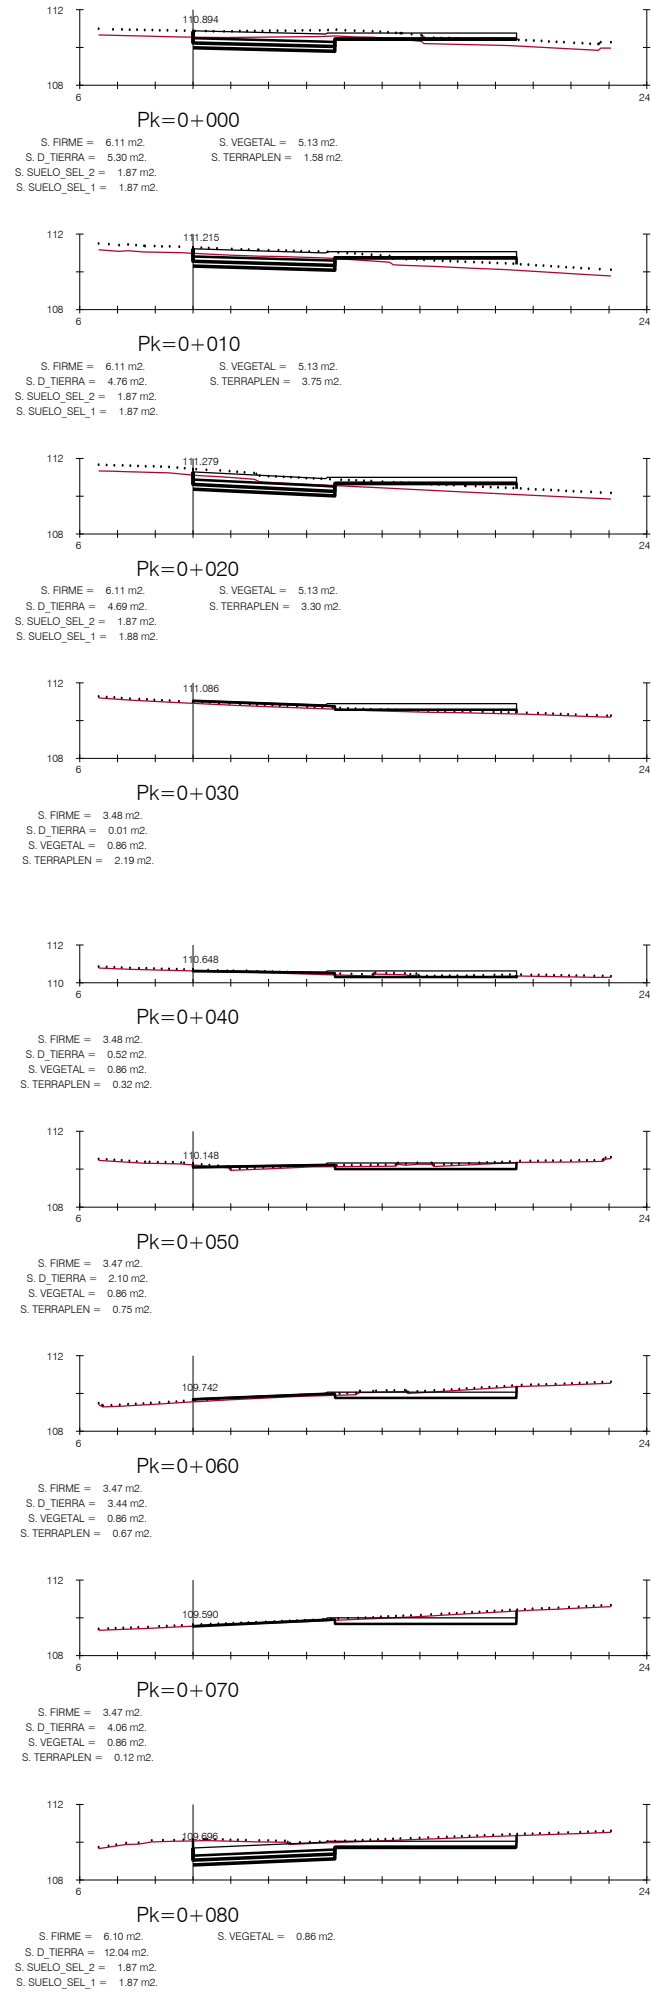 112
110.894
108
6
24
Pk=0+000
S. FIRME = 6.11 m2. S. VEGETAL = 5.13 m2.
S. D_TIERRA = 5.30 m2. S. TERRAPLEN = 1.58 m2.
S. SUELO_SEL_2 = 1.87 m2.
S. SUELO_SEL_1 = 1.87 m2.
112
111.215
108
6
24
Pk=0+010
S. FIRME = 6.11 m2. S. VEGETAL = 5.13 m2.
S. D_TIERRA = 4.76 m2. S. TERRAPLEN = 3.75 m2.
S. SUELO_SEL_2 = 1.87 m2.
S. SUELO_SEL_1 = 1.87 m2.
112
111.279
108
6
24
Pk=0+020
S. FIRME = 6.11 m2. S. VEGETAL = 5.13 m2.
S. D_TIERRA = 4.69 m2. S. TERRAPLEN = 3.30 m2.
S. SUELO_SEL_2 = 1.87 m2.
S. SUELO_SEL_1 = 1.88 m2.
112
111.086
108
6
24
Pk=0+030
S. FIRME = 3.48 m2.
S. D_TIERRA = 0.01 m2.
S. VEGETAL = 0.86 m2.
S. TERRAPLEN = 2.19 m2.
112
110.648
110
6
24
Pk=0+040
S. FIRME = 3.48 m2.
S. D_TIERRA = 0.52 m2.
S. VEGETAL = 0.86 m2.
S. TERRAPLEN = 0.32 m2.
112
110.148
108
6
24
Pk=0+050
S. FIRME = 3.47 m2.
S. D_TIERRA = 2.10 m2.
S. VEGETAL = 0.86 m2.
S. TERRAPLEN = 0.75 m2.
112
109.742
108
6
24
Pk=0+060
S. FIRME = 3.47 m2.
S. D_TIERRA = 3.44 m2.
S. VEGETAL = 0.86 m2.
S. TERRAPLEN = 0.67 m2.
112
109.590
108
6
24
Pk=0+070
S. FIRME = 3.47 m2.
S. D_TIERRA = 4.06 m2.
S. VEGETAL = 0.86 m2.
S. TERRAPLEN = 0.12 m2.
112
109.696
108
6
24
Pk=0+080
S. FIRME = 6.10 m2. S. VEGETAL = 0.86 m2.
S. D_TIERRA = 12.04 m2.
S. SUELO_SEL_2 = 1.87 m2.
S. SUELO_SEL_1 = 1.87 m2.